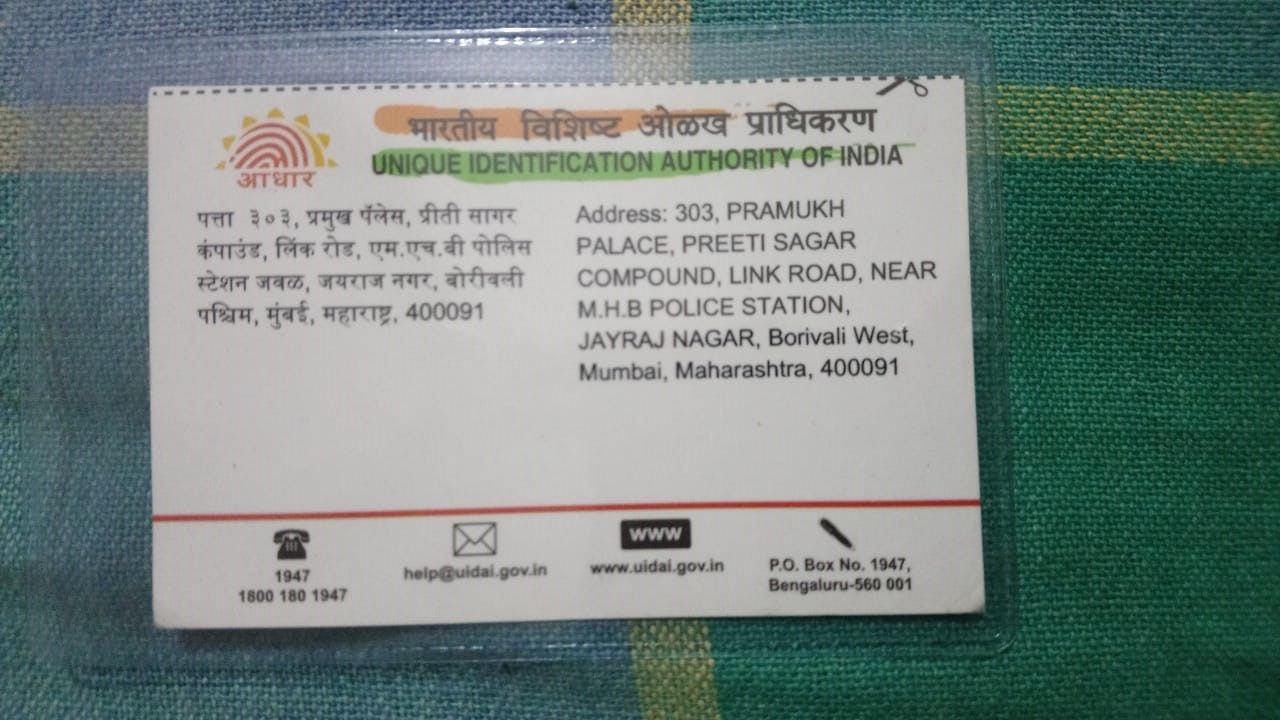 भारतीय विशिष्ट ओळख प्राधिकरण
UNIQUE IDENTIFICATION AUTHORITY OF INDIA
आधार
पत्ता ३०३, प्रमुख पॅलेस, प्रीती सागर
कंपाउंड, लिंक रोड, एम.एच.बी पोलिस
स्टेशन जवळ, जयराज नगर, बोरीवली
पश्चिम, मुंबई, महाराष्ट्र, 400091
Address: 303, PRAMUKH
PALACE, PREETI SAGAR
COMPOUND, LINK ROAD, NEAR
M.H.B POLICE STATION,
JAYRAJ NAGAR, Borivali West,
Mumbai, Maharashtra, 400091
1947
1800 180 1947
help@uidai.gov.in
www
www.uidai.gov.in
P.O. Box No. 1947,
Bengaluru-560 001